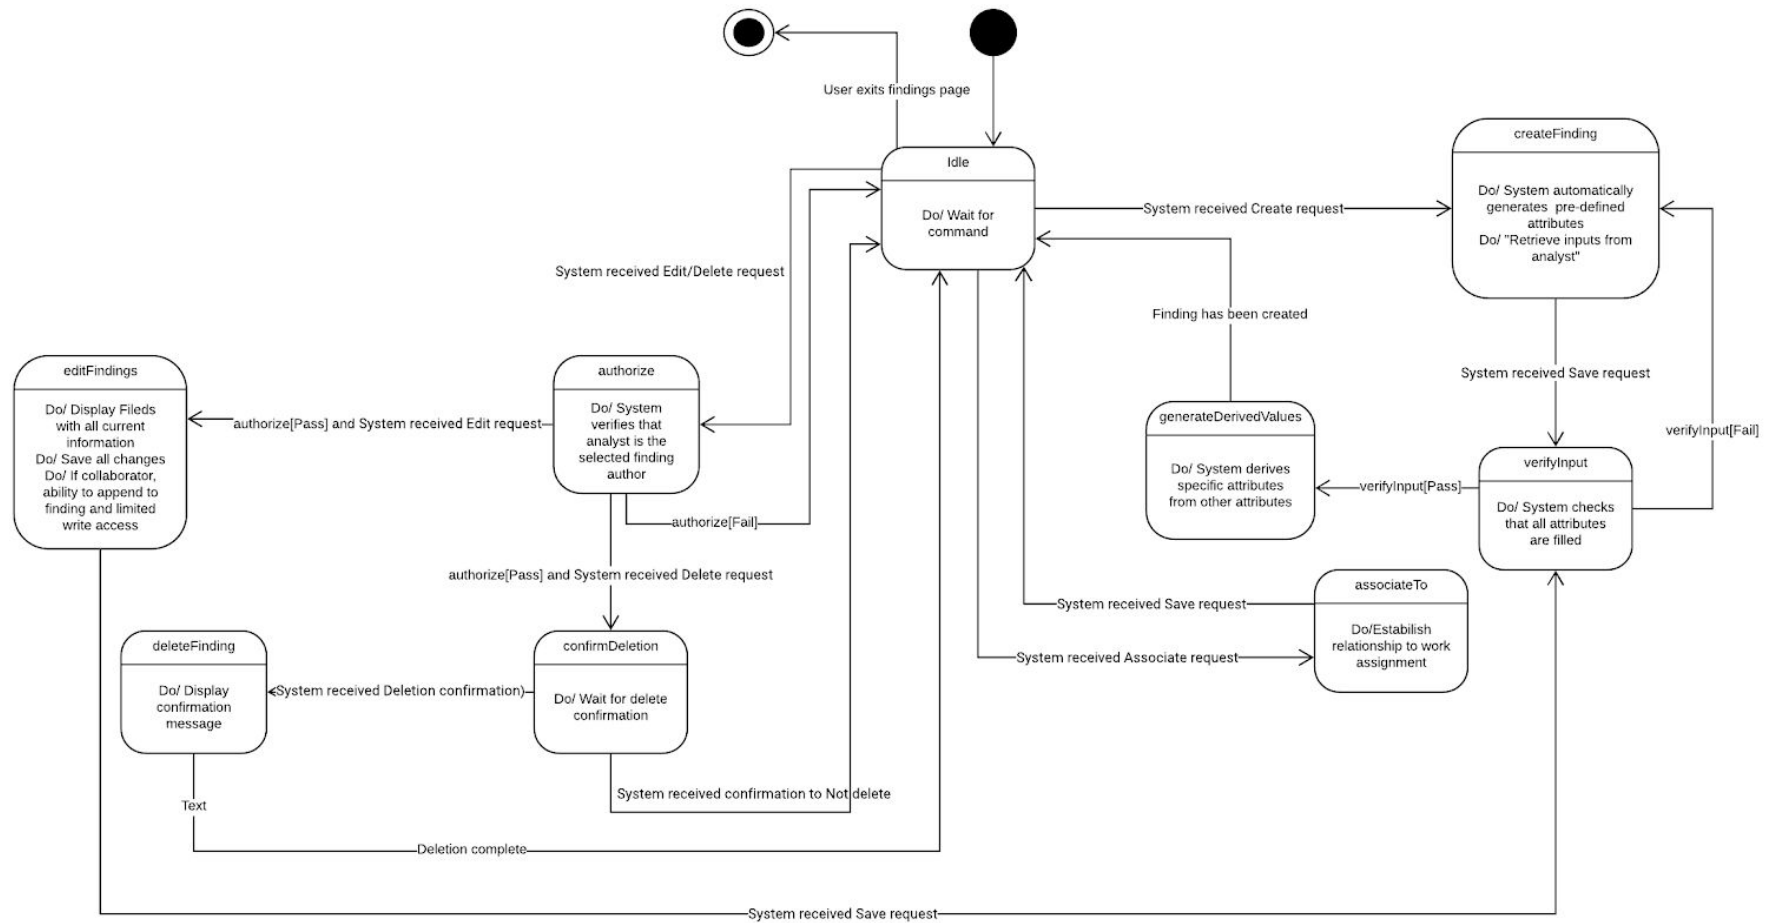 User exits findings page
createFinding
Idle
Do/ System automatically
generates  pre-defined
attributes
Do/ "Retrieve inputs from
analyst"
Do/ Wait for
command
System received Create request
System received Edit/Delete request
Finding has been created
editFindings
authorize
System received Save request
Do/ Display Fileds
with all current
information
Do/ Save all changes
Do/ If collaborator,
ability to append to
finding and limited
write access
authorize[Pass] and System received Edit request
Do/ System
verifies that
analyst is the
selected finding
author
generateDerivedValues
Do/ System derives
specific attributes
from other attributes
verifyInput[Pass]
verifyInput[Fail]
verifyInput
Do/ System checks
that all attributes
are filled
authorize[Fail]
authorize[Pass] and System received Delete request
associateTo
Do/Estabilish
relationship to work
assignment
System received Save request
System received Associate request
deleteFinding
Do/ Display
confirmation
message
System received Deletion confirmation)
confirmDeletion
Do/ Wait for delete
confirmation
System received confirmation to Not delete
Text
Deletion complete
System received Save request